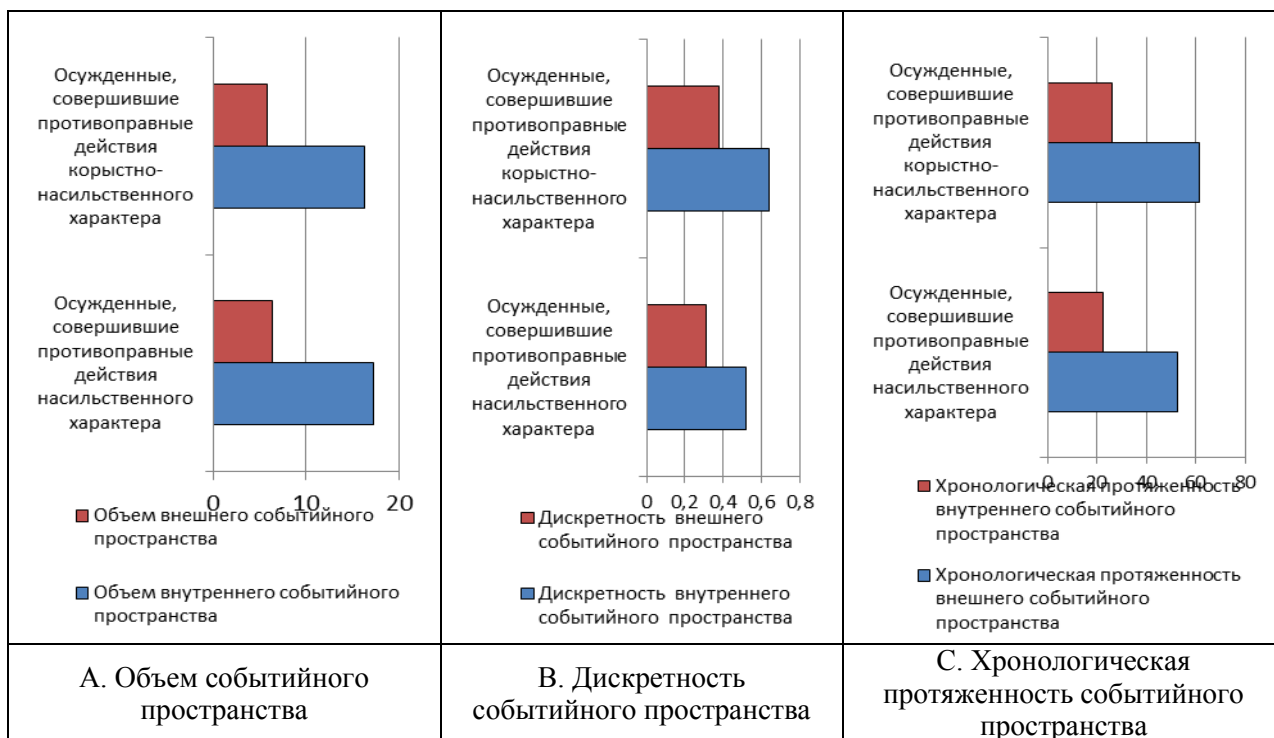 Осужденные,
совершившие
противоправные
действия
корыстно-
насильственного
характера
Осужденные,
совершившие
противоправные
действия
насильственного
характера
0 10 20
Объем внешнего событийного
пространства
Объем внутреннего событийного
пространства
А. Объем событийного
пространства
Осужденные,
совершившие
противоправные
действия
корыстно-
насильственного
характера
Осужденные,
совершившие
противоправные
действия
насильственного
характера
0 0,2 0,4 0,6 0,8
Дискретность внешнего
событийного пространства
Дискретность внутреннего
событийного пространства
В. Дискретность
событийного пространства
Осужденные,
совершившие
противоправные
действия
корыстно-
насильственного
характера
Осужденные,
совершившие
противоправные
действия
насильственного
характера
0 20 40 60 80
Хронологическая протяженность
внутреннего событийного
пространства
Хронологическая протяженность
внешнего событийного
пространства
С. Хронологическая
протяженность событийного
пространства